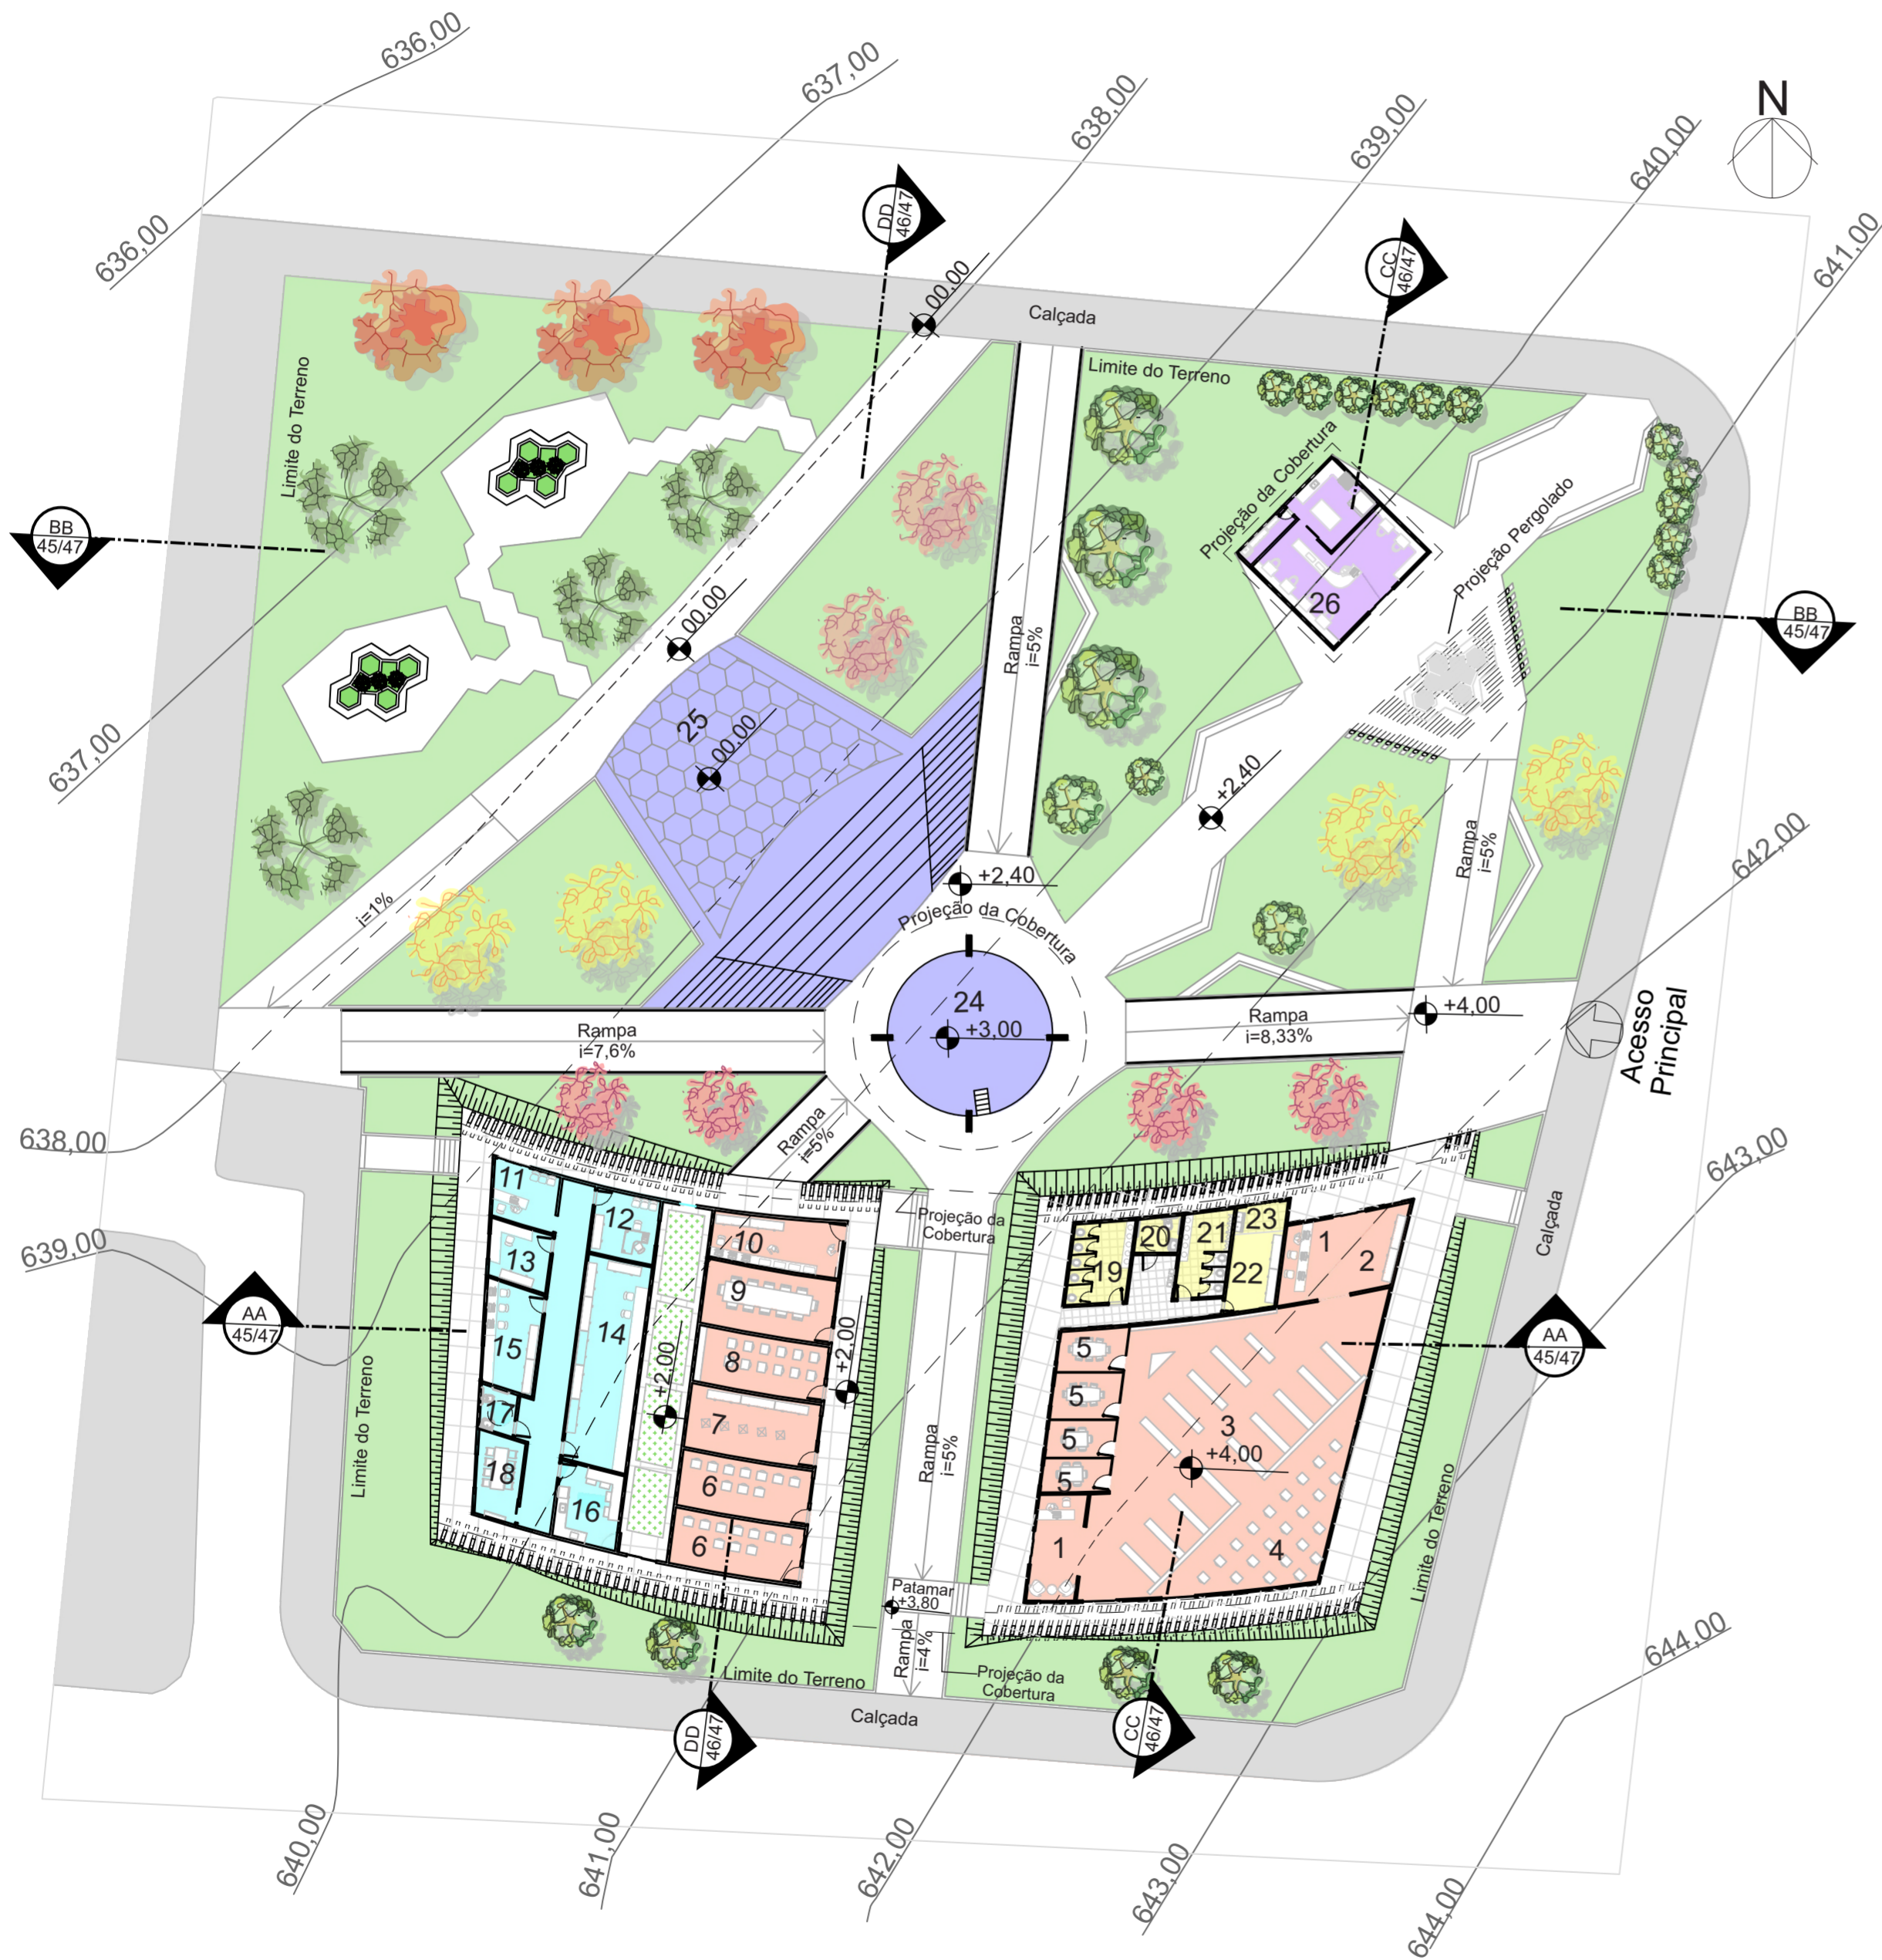 636,00
637,00
638,00
639,00
640,00
641,00
N
636,00
DD
46/47
CC
46/47
00,00
Calçada
Limite do Terreno
Limite do Terreno
Projeção da Cobertura
Projeção Pergolado
BB
45/47
26
BB
45/47
00,00
Rampa
i=5%
25
00,00
637,00
+2,40
Rampa
i=5%
642,00
i=1%
+2,40
Projeção da Cobertura
24
+3,00
+4,00
Rampa
i=7,6%
Rampa
i=8,33%
Acesso
Principal
638,00
639,00
643,00
Rampa
i=5%
11
12
13
14
15
16
17
18
10
9
8
7
6
6
+2,00
+2,00
Projeção da
Cobertura
19
20
21
22
23
1
2
Calçada
AA
45/47
AA
45/47
5
5
5
5
3
+4,00
1
4
Rampa
i=5%
Limite do Terreno
Limite do Terreno
Patamar
+3,80
Rampa
i=4%
Projeção da
Cobertura
Limite do Terreno
644,00
Calçada
DD
46/47
CC
46/47
640,00
641,00
642,00
643,00
644,00